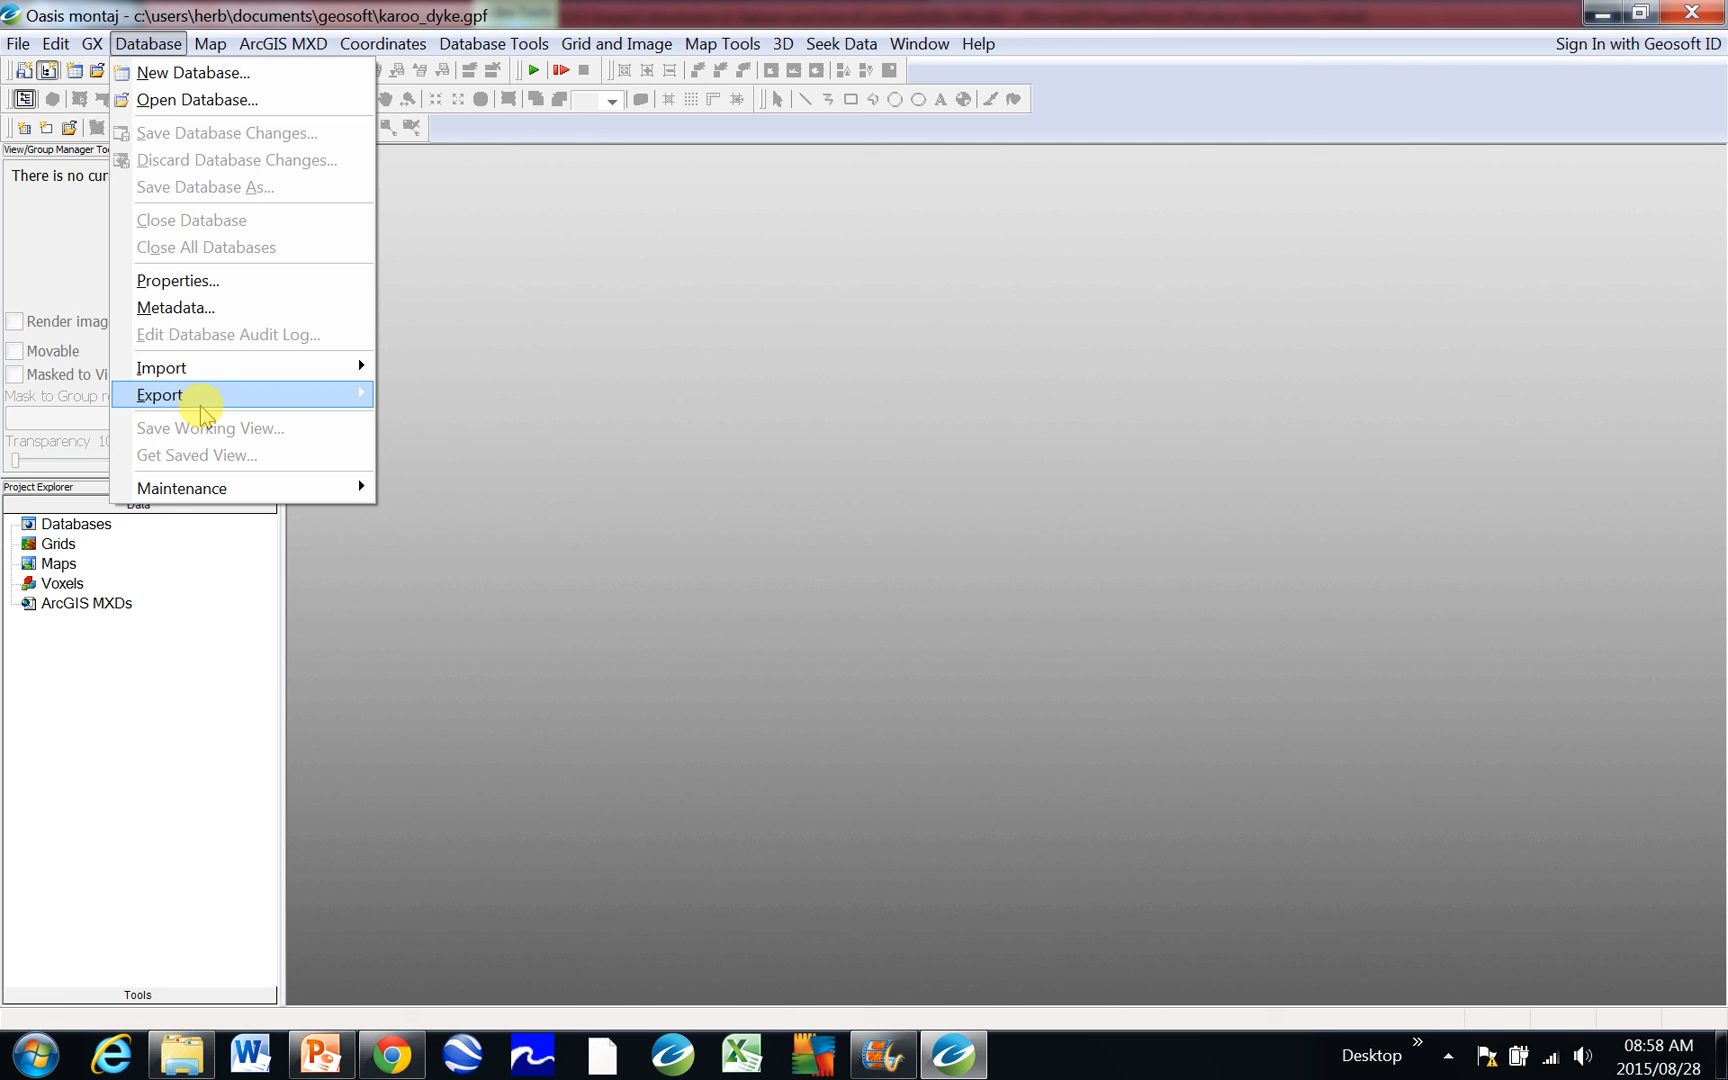 Oasis montaj - c:\users\herb\documents\geosoft\karoo_dyke.gpf
File Edit GX Database Map ArcGIS MXD Coordinates Database Tools Grid and Image Map Tools 3D Seek Data Window Help Sign In with Geosoft ID
New Database...
Open Database...
Save Database Changes...
Discard Database Changes...
Save Database As...
Close Database
Close All Databases
Properties...
Metadata...
Edit Database Audit Log...
Import
Export
Save Working View...
Get Saved View...
Maintenance
View/Group Manager
There is no
Render
Movable
Masked to
Mask to Group
Transparency
Project Explorer
Data
Databases
Grids
Maps
Voxels
ArcGIS MXDs
Tools
Desktop
08:58 AM
2015/08/28